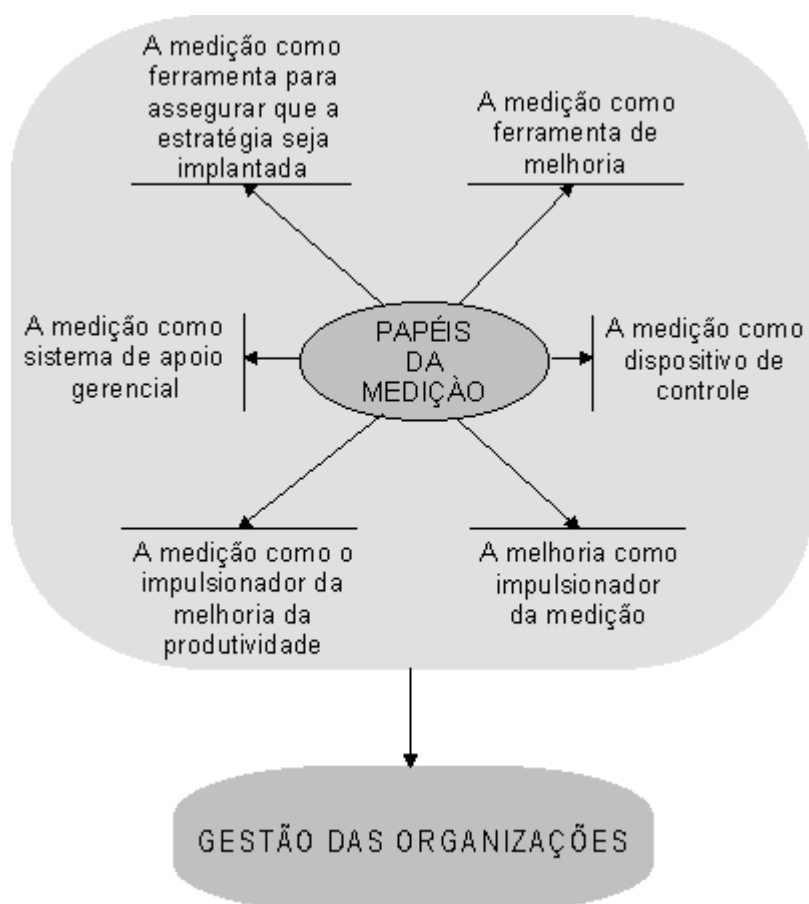 A medição como
ferramenta para
assegurar que a
estratégia seja
implantada
A medição como
ferramenta de
melhoria
A medição como
sistema de apoio
gerencial
PAPÉIS
DA
MEDIÇÀO
A medição como
dispositivo de
controle
A medição como o
impulsionador da
melhoria da
produtividade
A melhoria como
impulsionador
da medição
GESTÃO DAS ORGANIZAÇÕES